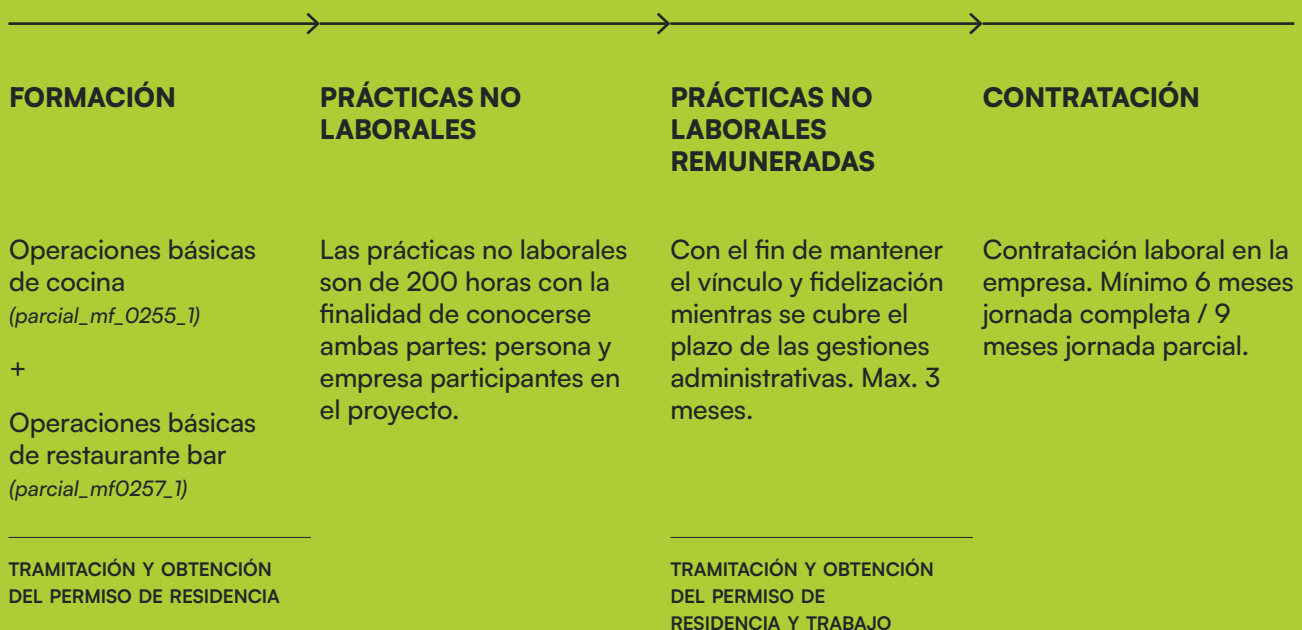 FORMACIÓN
Operaciones básicas
de cocina
(parcial_mf_0255_1)
+
Operaciones básicas
de restaurante bar
(parcial_mf0257_1)
TRAMITACIÓN Y OBTENCIÓN
DEL PERMISO DE RESIDENCIA
PRÁCTICAS NO
LABORALES
Las prácticas no laborales
son de 200 horas con la
finalidad de conocerse
ambas partes: persona y
empresa participantes en
el proyecto.
PRÁCTICAS NO
LABORALES
REMUNERADAS
Con el fin de mantener
el vínculo y fidelización
mientras se cubre el
plazo de las gestiones
administrativas. Max. 3
meses.
TRAMITACIÓN Y OBTENCIÓN
DEL PERMISO DE
RESIDENCIA Y TRABAJO
CONTRATACIÓN
Contratación laboral en la
empresa. Mínimo 6 meses
jornada completa / 9
meses jornada parcial.